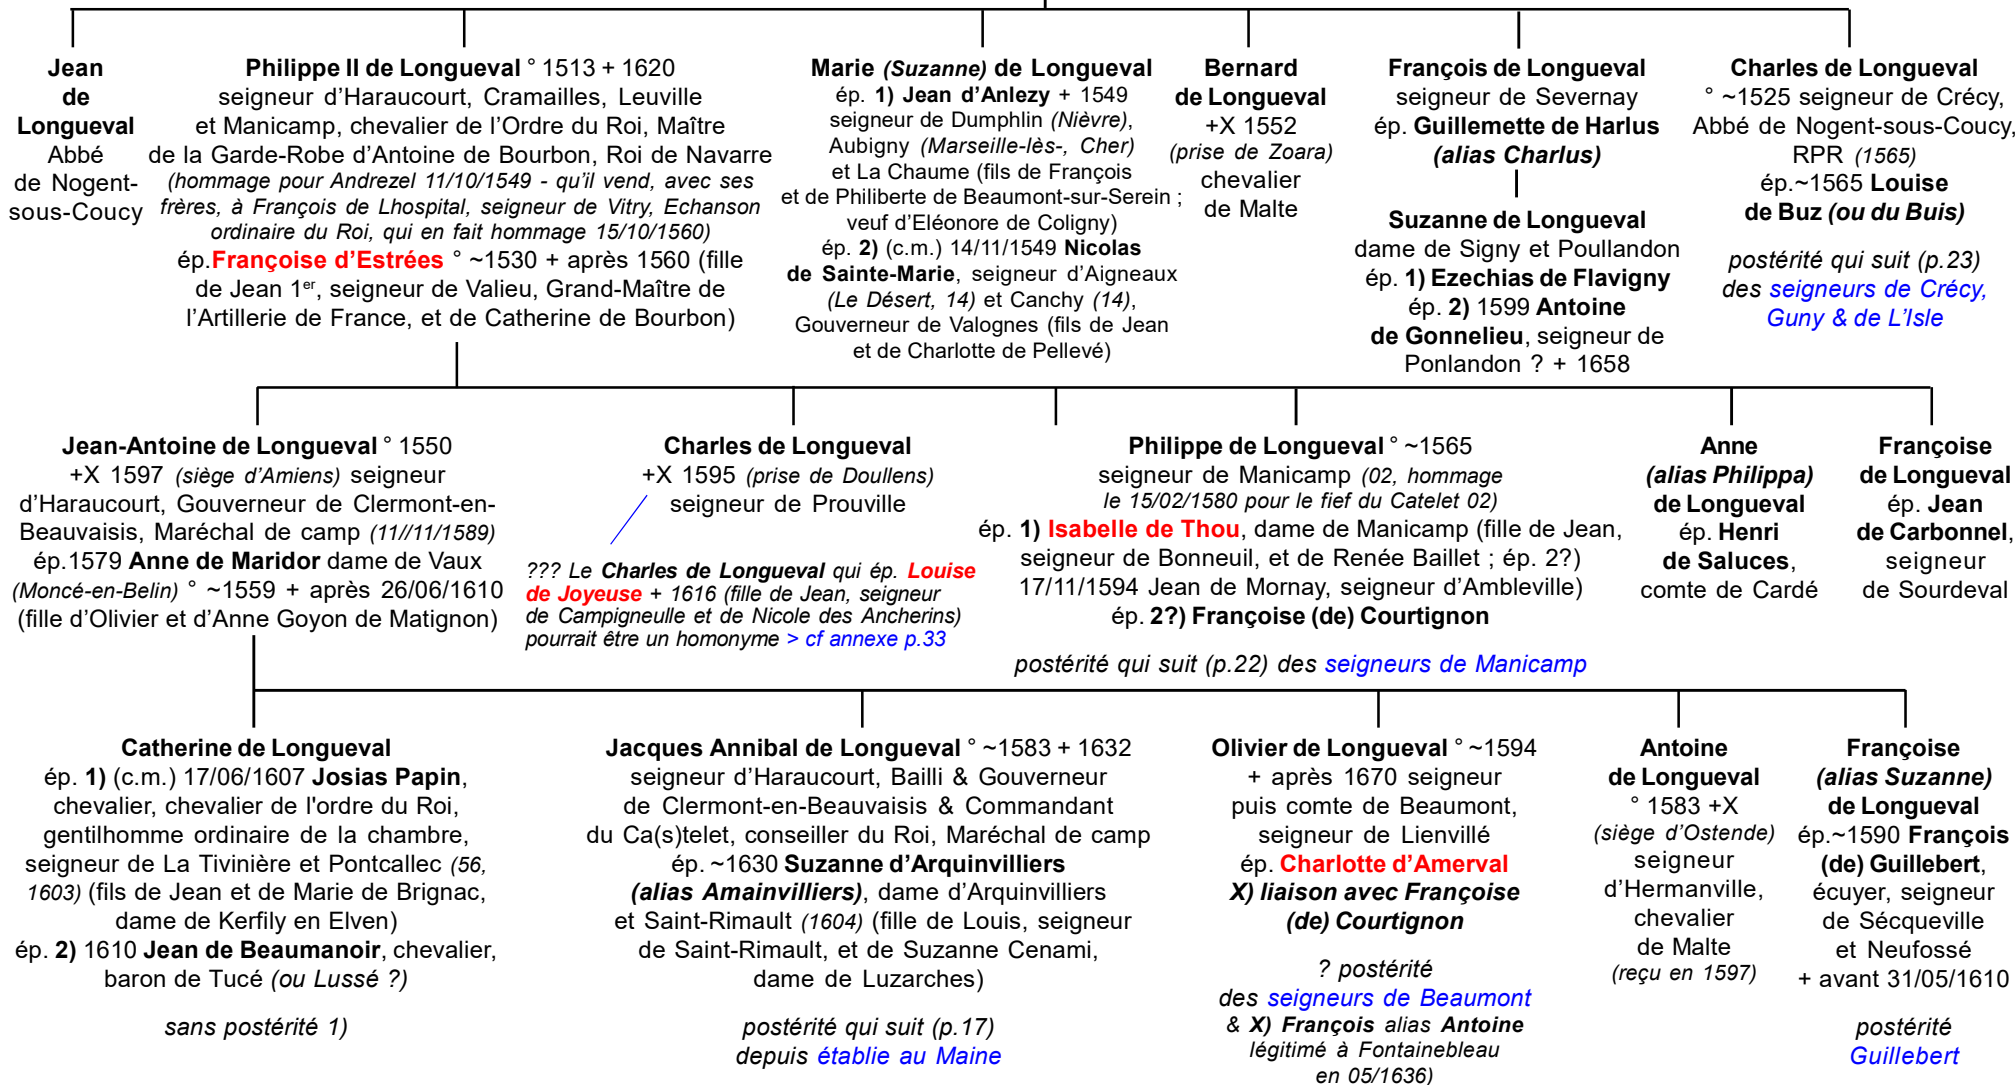 Jean
de
Longueval
Abbé
de Nogent-
sous-Coucy
Philippe II de Longueval ° 1513 + 1620
seigneur d'Haraucourt, Cramailles, Leuville
et Manicamp, chevalier de l'Ordre du Roi, Maître
de la Garde-Robe d'Antoine de Bourbon, Roi de Navarre
(hommage pour Andrezel 11/10/1549 - qu'il vend, avec ses
frères, à François de Lhospital, seigneur de Vitry, Echanson
ordinaire du Roi, qui en fait hommage 15/10/1560)
ép.Françoise d'Estrées ° ~1530 + après 1560 (fille
de Jean 1er, seigneur de Valieu, Grand-Maître de
l'Artillerie de France, et de Catherine de Bourbon)
Marie (Suzanne) de Longueval
ép. 1) Jean d'Anlezy + 1549
seigneur de Dumphlin (Nièvre),
Aubigny (Marseille-lès-, Cher)
et La Chaume (fils de François
et de Philiberte de Beaumont-sur-Serein ;
veuf d'Eléonore de Coligny)
ép. 2) (c.m.) 14/11/1549 Nicolas
de Sainte-Marie, seigneur d'Aigneaux
(Le Désert, 14) et Canchy (14),
Gouverneur de Valognes (fils de Jean
et de Charlotte de Pellevé)
Bernard
de Longueval
+X 1552
(prise de Zoara)
chevalier
de Malte
François de Longueval
seigneur de Severnay
ép. Guillemette de Harlus
(alias Charlus)
Suzanne de Longueval
dame de Signy et Poullandon
ép. 1) Ezechias de Flavigny
ép. 2) 1599 Antoine
de Gonnelieu, seigneur de
Ponlandon ? + 1658
Charles de Longueval
° ~1525 seigneur de Crécy,
Abbé de Nogent-sous-Coucy,
RPR (1565)
ép.~1565 Louise
de Buz (ou du Buis)
postérité qui suit (p.23)
des seigneurs de Crécy,
Guny & de L'Isle
Jean-Antoine de Longueval ° 1550
+X 1597 (siège d'Amiens) seigneur
d'Haraucourt, Gouverneur de Clermont-en-
Beauvaisis, Maréchal de camp (11//11/1589)
ép.1579 Anne de Maridor dame de Vaux
(Moncé-en-Belin) ° ~1559 + après 26/06/1610
(fille d'Olivier et d'Anne Goyon de Matignon)
Charles de Longueval
+X 1595 (prise de Doullens)
seigneur de Prouville
??? Le Charles de Longueval qui ép. Louise
de Joyeuse + 1616 (fille de Jean, seigneur
de Campigneulle et de Nicole des Ancherins)
pourrait être un homonyme > cf annexe p.33
Philippe de Longueval ° ~1565
seigneur de Manicamp (02, hommage
le 15/02/1580 pour le fief du Catelet 02)
ép. 1) Isabelle de Thou, dame de Manicamp (fille de Jean,
seigneur de Bonneuil, et de Renée Baillet ; ép. 2?)
17/11/1594 Jean de Mornay, seigneur d'Ambleville)
ép. 2?) Françoise (de) Courtignon
postérité qui suit (p.22) des seigneurs de Manicamp
Anne
(alias Philippa)
de Longueval
ép. Henri
de Saluces,
comte de Cardé
Françoise
de Longueval
ép. Jean
de Carbonnel,
seigneur
de Sourdeval
Catherine de Longueval
ép. 1) (c.m.) 17/06/1607 Josias Papin,
chevalier, chevalier de l'ordre du Roi,
gentilhomme ordinaire de la chambre,
seigneur de La Tivinière et Pontcallec (56,
1603) (fils de Jean et de Marie de Brignac,
dame de Kerfily en Elven)
ép. 2) 1610 Jean de Beaumanoir, chevalier,
baron de Tucé (ou Lussé ?)
sans postérité 1)
Jacques Annibal de Longueval ° ~1583 + 1632
seigneur d'Haraucourt, Bailli & Gouverneur
de Clermont-en-Beauvaisis & Commandant
du Ca(s)telet, conseiller du Roi, Maréchal de camp
ép. ~1630 Suzanne d'Arquinvilliers
(alias Amainvilliers), dame d'Arquinvilliers
et Saint-Rimault (1604) (fille de Louis, seigneur
de Saint-Rimault, et de Suzanne Cenami,
dame de Luzarches)
postérité qui suit (p.17)
depuis établie au Maine
Olivier de Longueval ° ~1594
+ après 1670 seigneur
puis comte de Beaumont,
seigneur de Lienvillé
ép. Charlotte d'Amerval
X) liaison avec Françoise
(de) Courtignon
? postérité
des seigneurs de Beaumont
& X) François alias Antoine
légitimé à Fontainebleau
en 05/1636)
Antoine
de Longueval
° 1583 +X
(siège d'Ostende)
seigneur
d'Hermanville,
chevalier
de Malte
(reçu en 1597)
Françoise
(alias Suzanne)
de Longueval
ép.~1590 François
(de) Guillebert,
écuyer, seigneur
de Sécqueville
et Neufossé
+ avant 31/05/1610
postérité
Guillebert